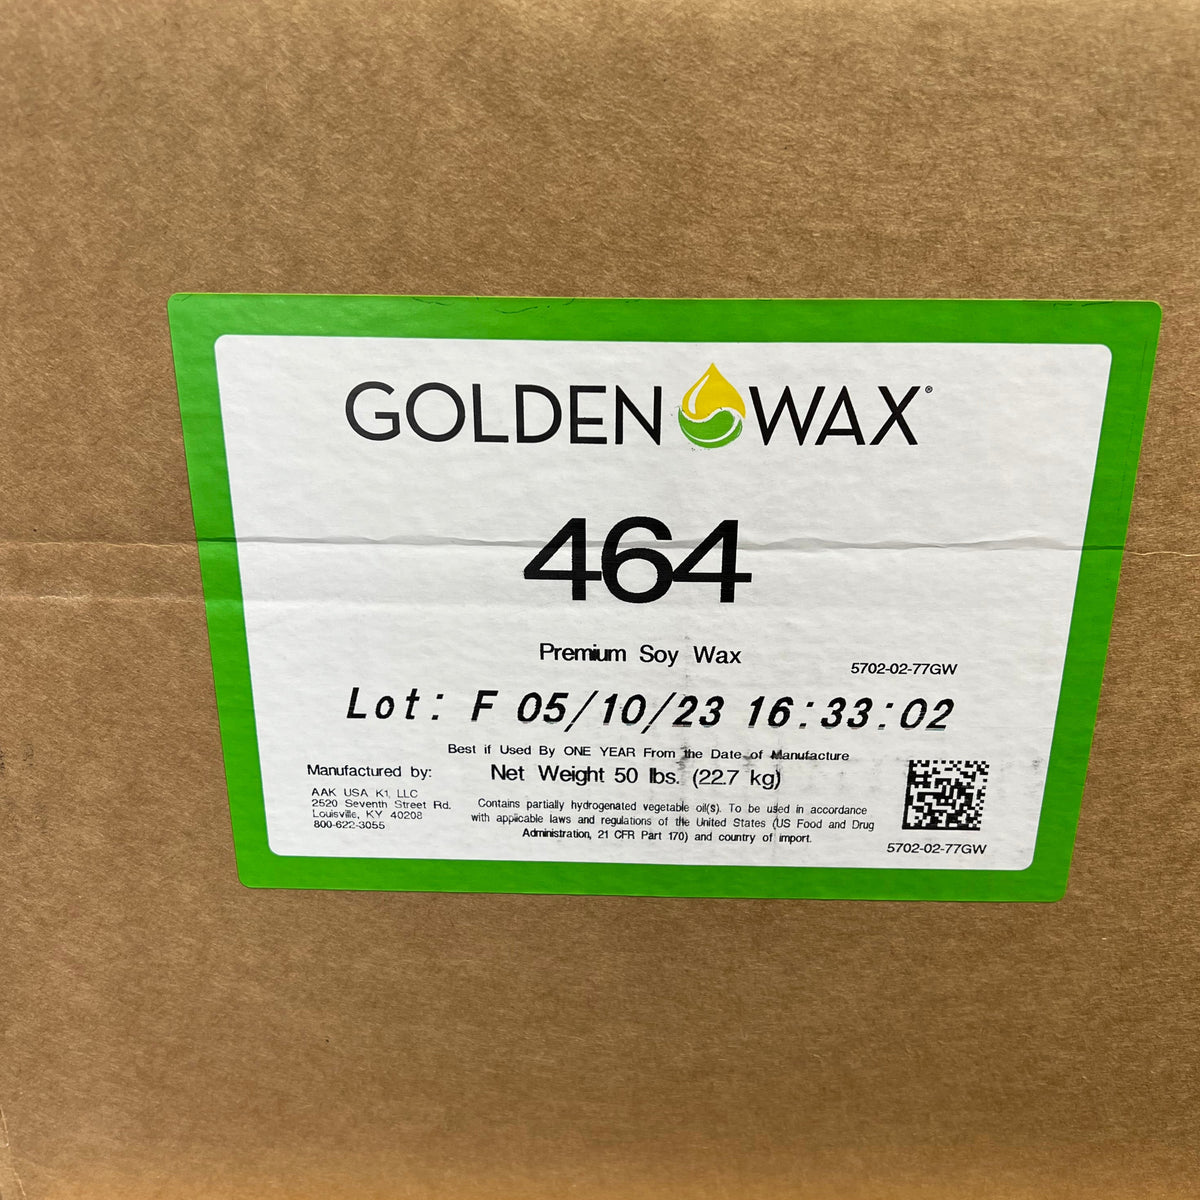 GOLDEN WAX®
464
Premium Soy Wax
5702-02-77GW
Lot: F 05/10/23 16:33:02
Best if Used By ONE YEAR From the Date of Manufacture
Manufactured by:
Net Weight 50 lbs. (22.7 kg)
AAK USA K1, LLC
2520 Seventh Street Rd.
Louisville, KY 40208
800-622-3055
Contains partially hydrogenated vegetable oil(s). To be used in accordance
with applicable laws and regulations of the United States (US Food and Drug
Administration, 21 CFR Part 170) and country of import.
5702-02-77GW